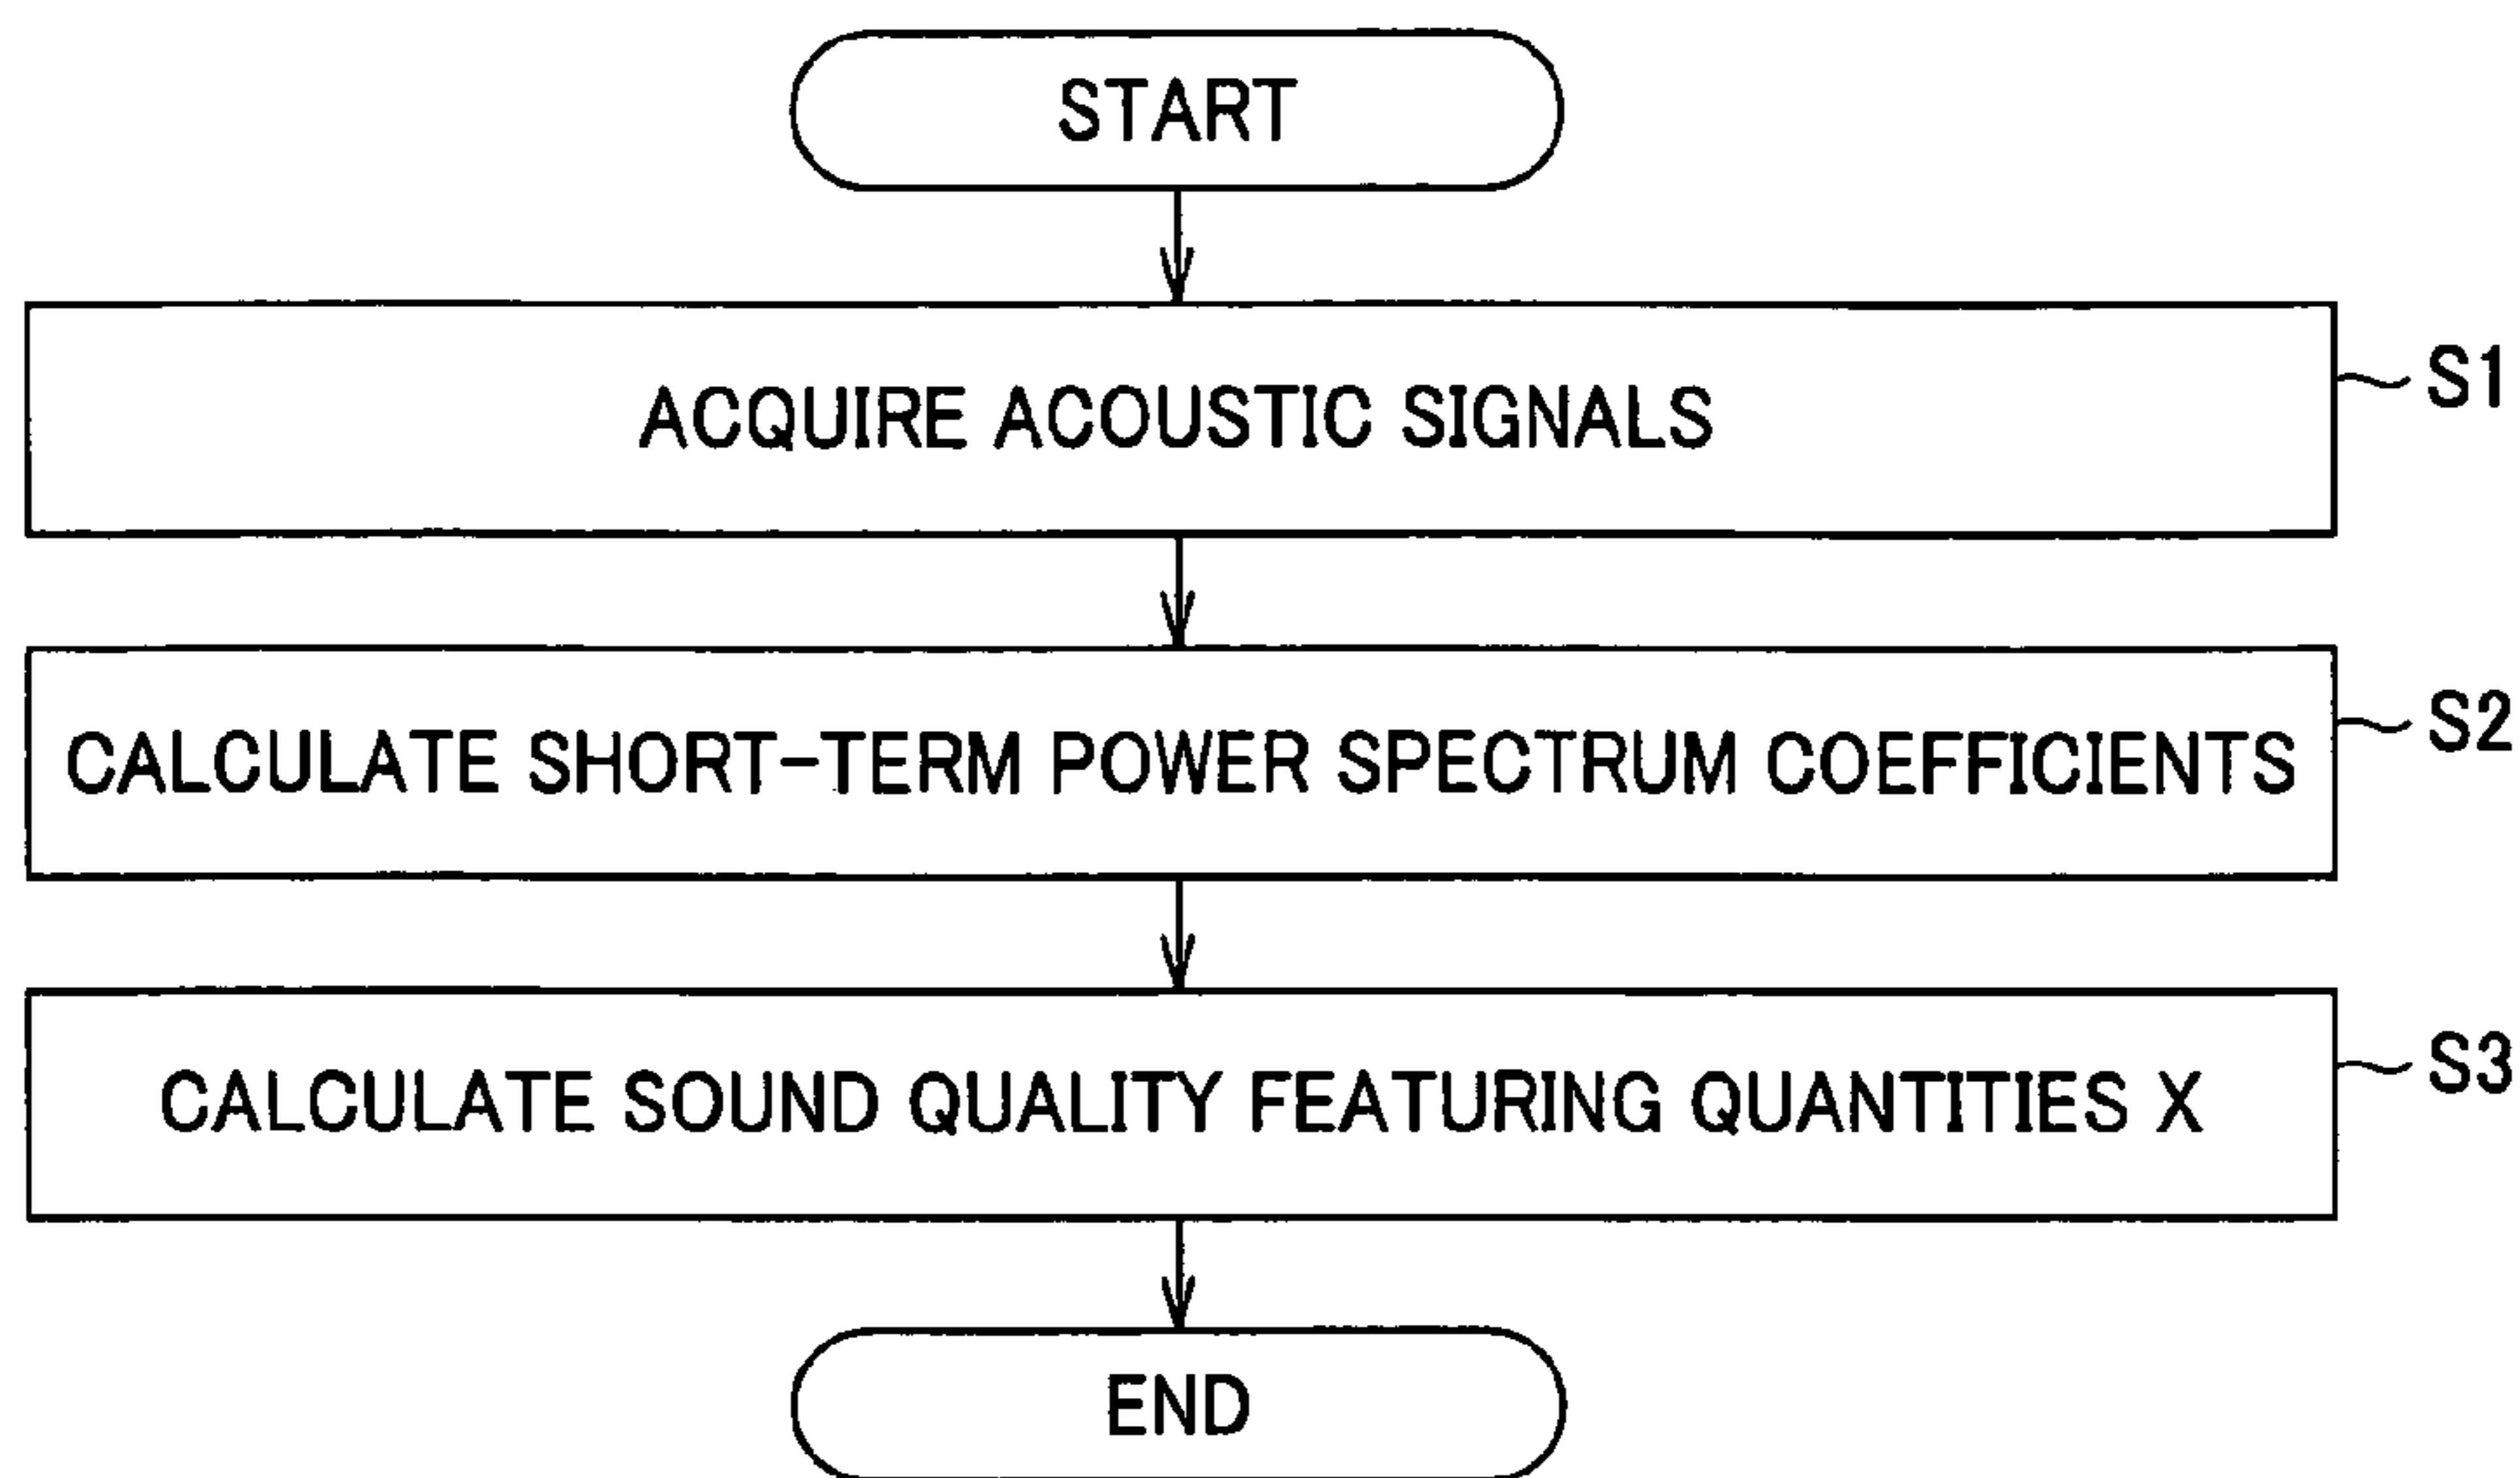 START
ACQUIRE ACOUSTIC SIGNALS
S1
CALCULATE SHORT-TERM POWER SPECTRUM COEFFICIENTS
S2
CALCULATE SOUND QUALITY FEATURING QUANTITIES X
S3
END